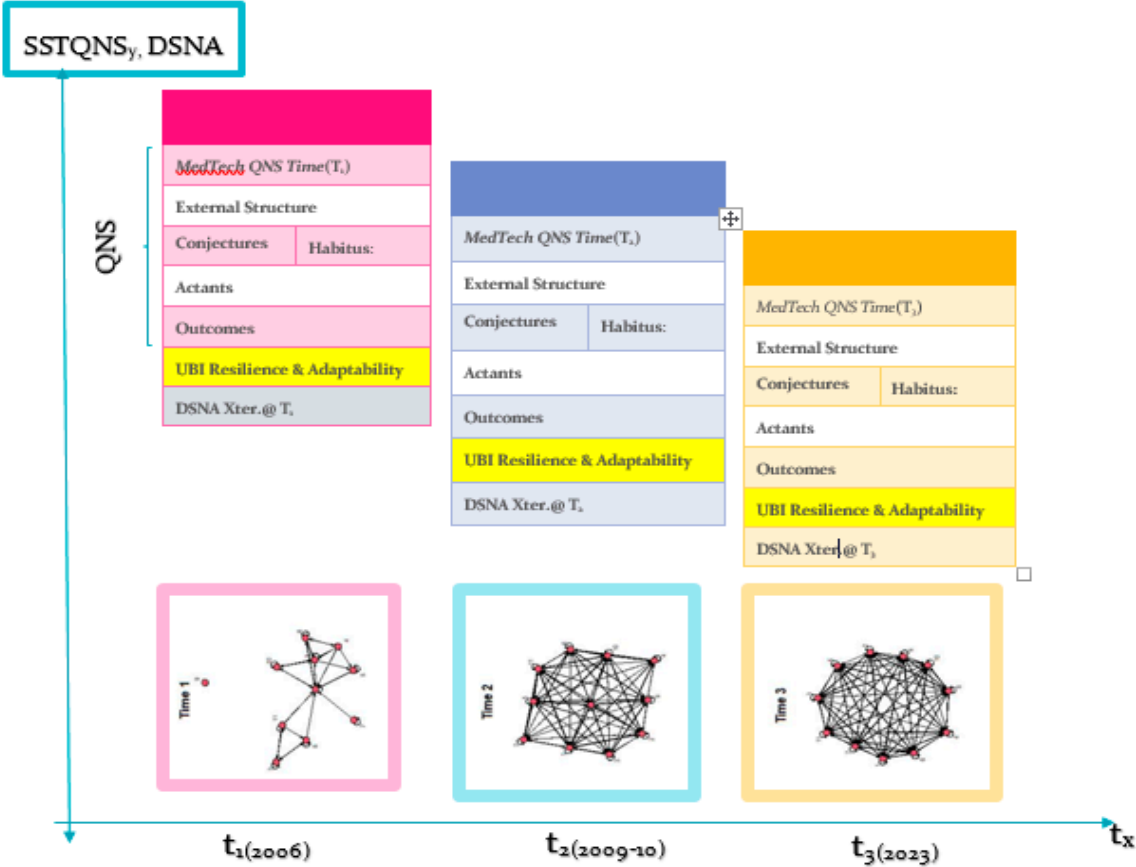 SSTQNSy, DSNA
QNS
MedTech QNS Time(T₁)
External Structure
Conjectures
Habitus:
Actants
Outcomes
UBI Resilience & Adaptability
DSNA Xter.@ T₁
MedTech QNS Time(T₂)
External Structure
Conjectures
Habitus:
Actants
Outcomes
UBI Resilience & Adaptability
DSNA Xter.@ T₂
MedTech QNS Time(T₃)
External Structure
Conjectures
Habitus:
Actants
Outcomes
UBI Resilience & Adaptability
DSNA Xter.@ T₃
Time 1
Time 2
Time 3
t1(2006)
t2(2009-10)
t3(2023)
tx